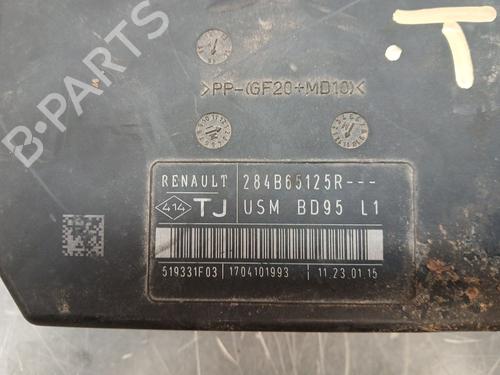 .T
>PP-(GF20+MD10)<
RENAULT 284B65125R---
414 TJ USM BD95 L1
519331F03 1704101993 11.23.01.15
B-PARTS